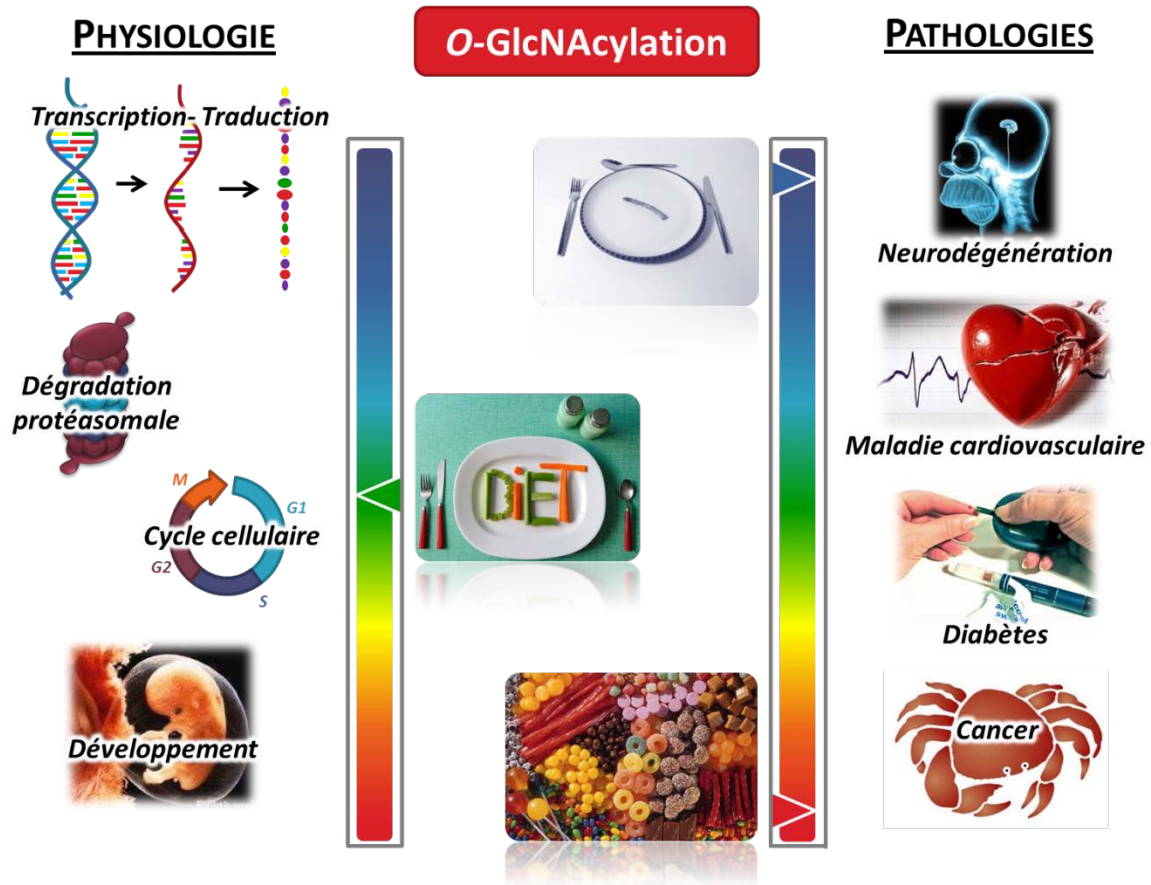 PHYSIOLOGIE
O-GlcNAcylation
PATHOLOGIES
Transcription- Traduction
Dégradation
protéasomale
M
G1
Cycle cellulaire
G2
S
Développement
DiET
Neurodégénération
Maladie cardiovasculaire
Diabètes
Cancer